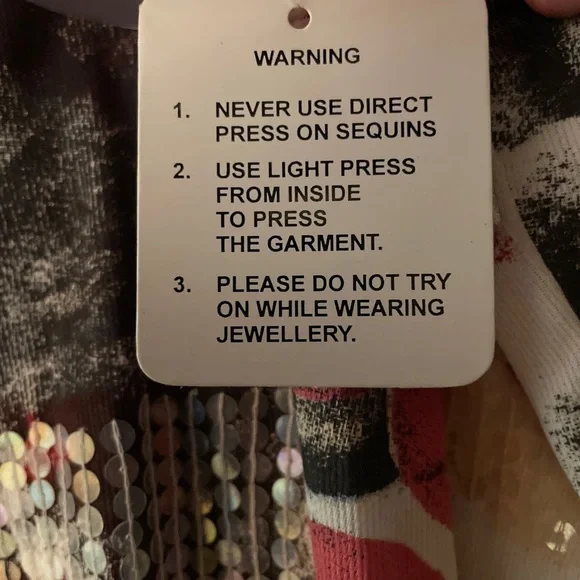 WARNING
1. NEVER USE DIRECT
PRESS ON SEQUINS
2. USE LIGHT PRESS
FROM INSIDE
TO PRESS
THE GARMENT.
3. PLEASE DO NOT TRY
ON WHILE WEARING
JEWELLERY.